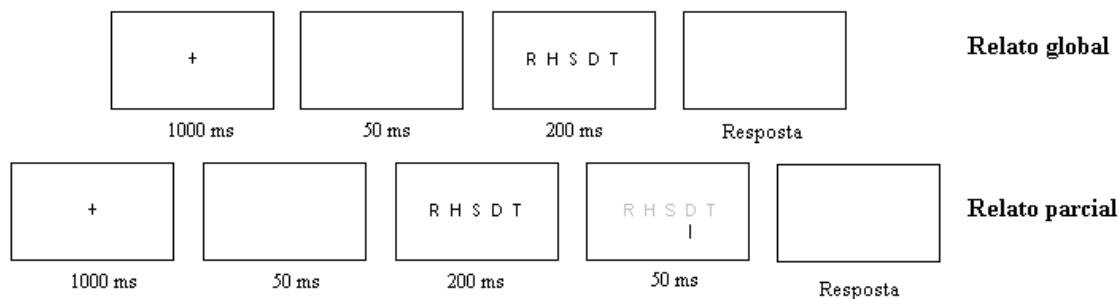 +
R H S D T
Relato global
1000 ms
50 ms
200 ms
Resposta
+
R H S D T
R H S D T
|
Relato parcial
1000 ms
50 ms
200 ms
50 ms
Resposta